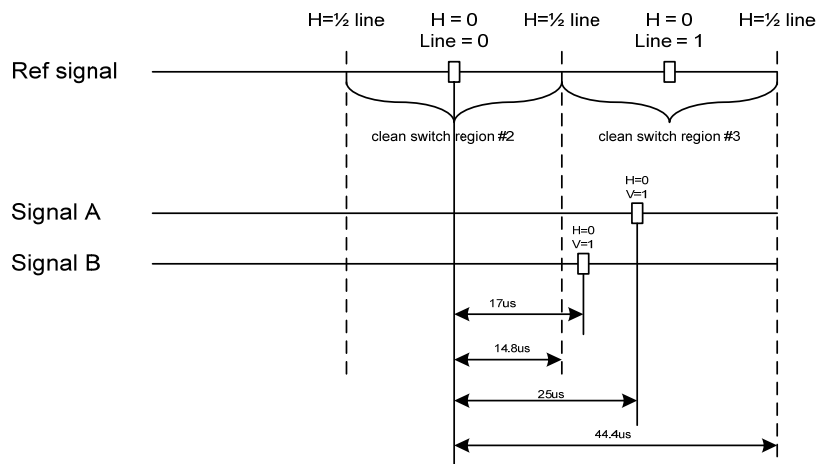 H=½ line
H = 0
Line = 0
H=½ line
H = 0
Line = 1
H=½ line
Ref signal
clean switch region #2
clean switch region #3
H=0
V=1
Signal A
H=0
V=1
Signal B
17us
14.8us
25us
44.4us